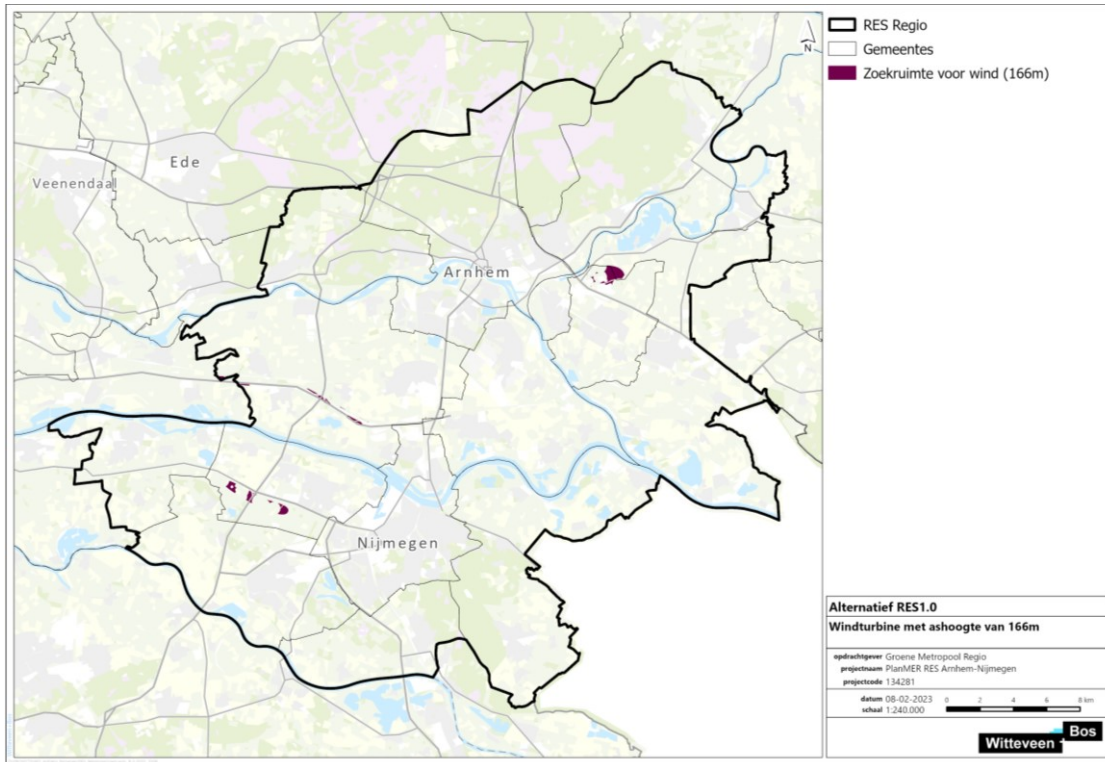 RES Regio
Gemeentes
Zoekruimte voor wind (166m)
N
Ede
Veenendaal
Arnhem
Nijmegen
Alternatief RES1.0
Windturbine met ashoogte van 166m
opdrachtgever Groene Metropool Regio
projectnaam PlanMER RES Arnhem-Nijmegen
projectcode 134281
datum 08-02-2023
0 2 4 6 8 km
schaal 1:240.000
Witteveen + Bos